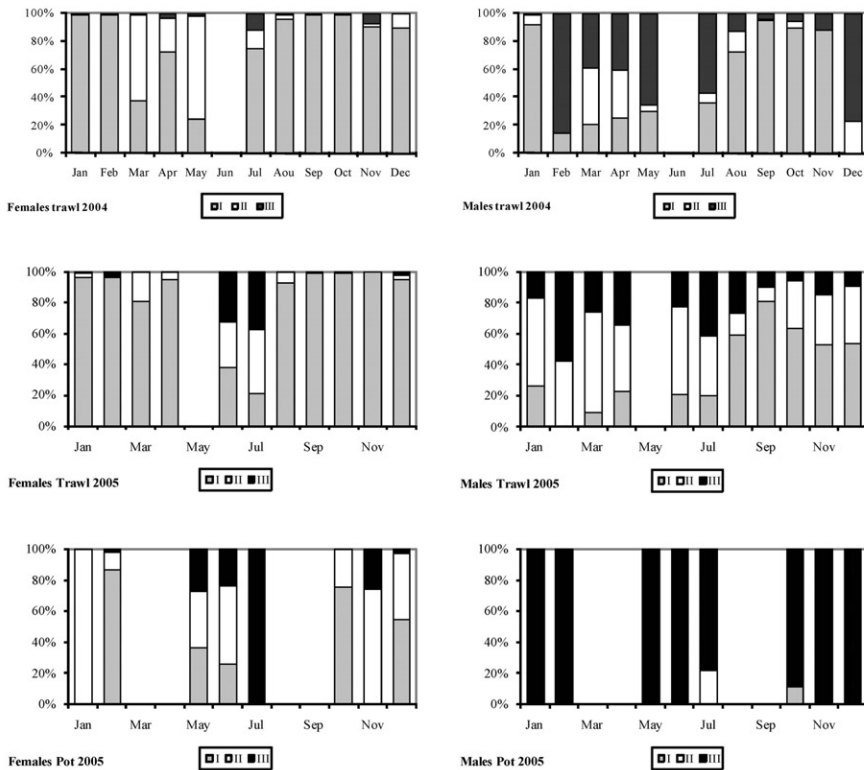 100%
80%
60%
40%
20%
0%
Jan Feb Mar Apr May Jun Jul Aou Sep Oct Nov Dec
Females trawl 2004
I II III
100%
80%
60%
40%
20%
0%
Jan Feb Mar Apr May Jun Jul Aou Sep Oct Nov Dec
Males trawl 2004
I II III
100%
80%
60%
40%
20%
0%
Jan Mar May Jul Sep Nov
Females Trawl 2005
I II III
100%
80%
60%
40%
20%
0%
Jan Mar May Jul Sep Nov
Males Trawl 2005
I II III
100%
80%
60%
40%
20%
0%
Jan Mar May Jul Sep Nov
Females Pot 2005
I II III
100%
80%
60%
40%
20%
0%
Jan Mar May Jul Sep Nov
Males Pot 2005
I II III